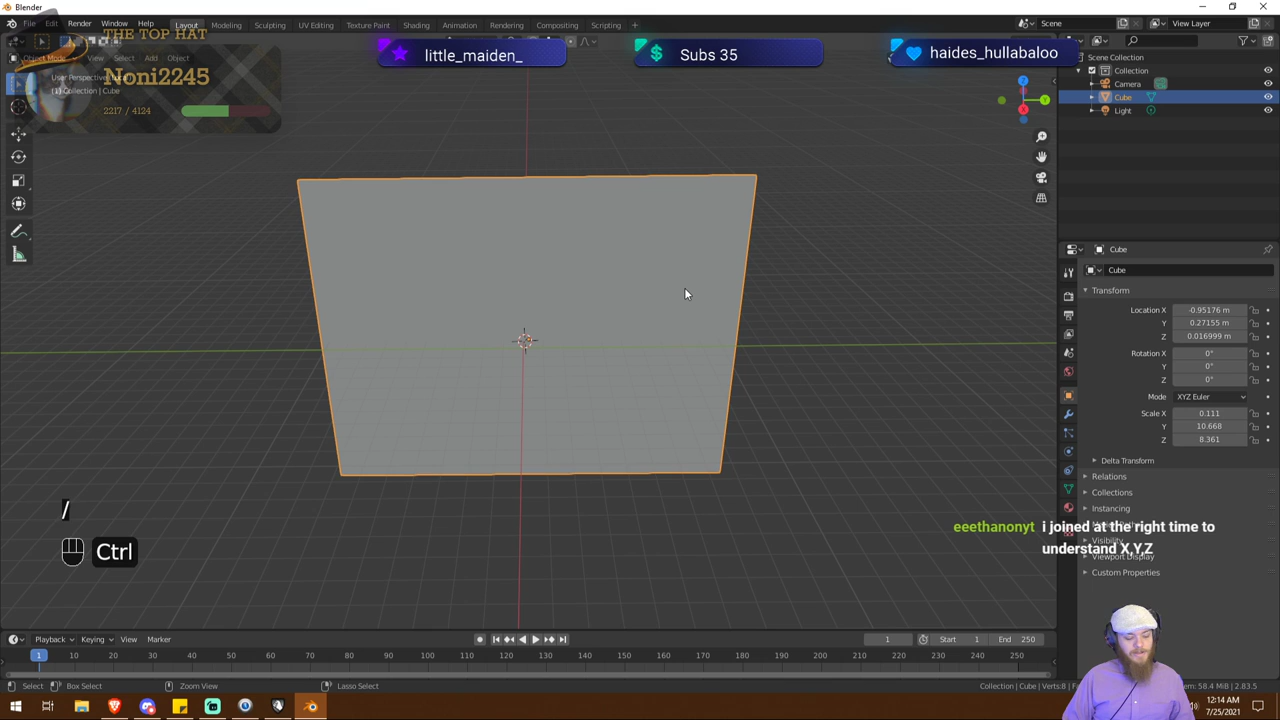 Blender
File Edit Render Window Help Layout Modeling Sculpting UV Editing Texture Paint Shading Animation Rendering Compositing Scripting + Scene View Layer
THE TOP HAT
Noni2245
2217 / 4124
Object Mode View Select Add Object
User Perspective
(1) Collection | Cube
little_maiden_
Subs 35
haides_hullabaloo
Scene Collection
Collection
Camera
Cube
Light
Cube
Cube
Transform
Location X -0.95176 m
Y 0.27155 m
Z 0.016999 m
Rotation X 0°
Y 0°
Z 0°
Mode XYZ Euler
Scale X 0.111
Y 10.668
Z 8.361
Delta Transform
Relations
Collections
Instancing
Visibility
Viewport Display
Custom Properties
eeethanonyt i joined at the right time to
understand X,Y,Z
/
Ctrl
Playback Keying View Marker 1 Start 1 End 250
1 10 20 30 40 50 60 70 80 90 100 110 120 130 140 150 160 170 180 190 200 210 220 230 240 250
Select Box Select Zoom View Lasso Select Collection | Cube | Verts:8 | 58.4 MiB | 2.83.5
12:14 AM
7/25/2021